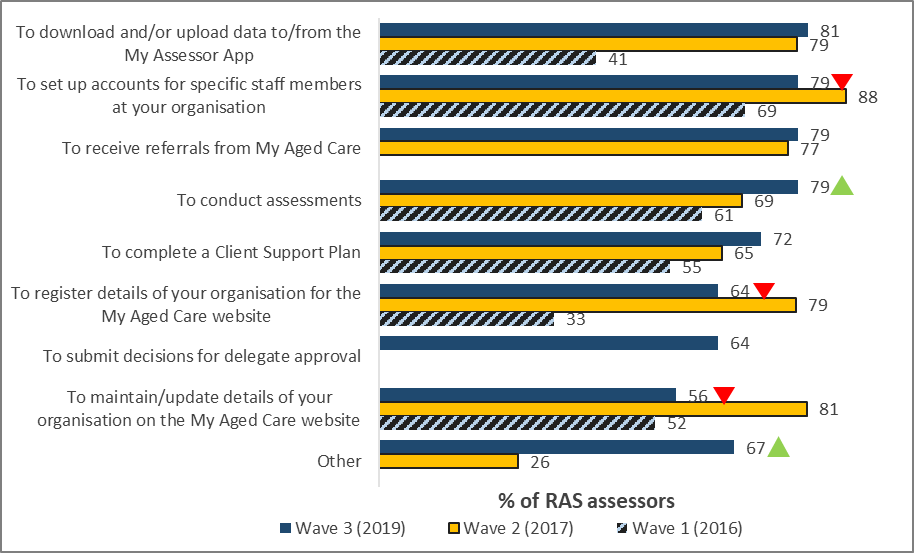 To download and/or upload data to/from the
My Assessor App
81
79
41
To set up accounts for specific staff members
at your organisation
79
88
69
To receive referrals from My Aged Care
79
77
To conduct assessments
79
69
61
To complete a Client Support Plan
72
65
55
To register details of your organisation for the
My Aged Care website
64
79
33
To submit decisions for delegate approval
64
To maintain/update details of your
organisation on the My Aged Care website
56
81
52
Other
67
26
% of RAS assessors
Wave 3 (2019) Wave 2 (2017) Wave 1 (2016)